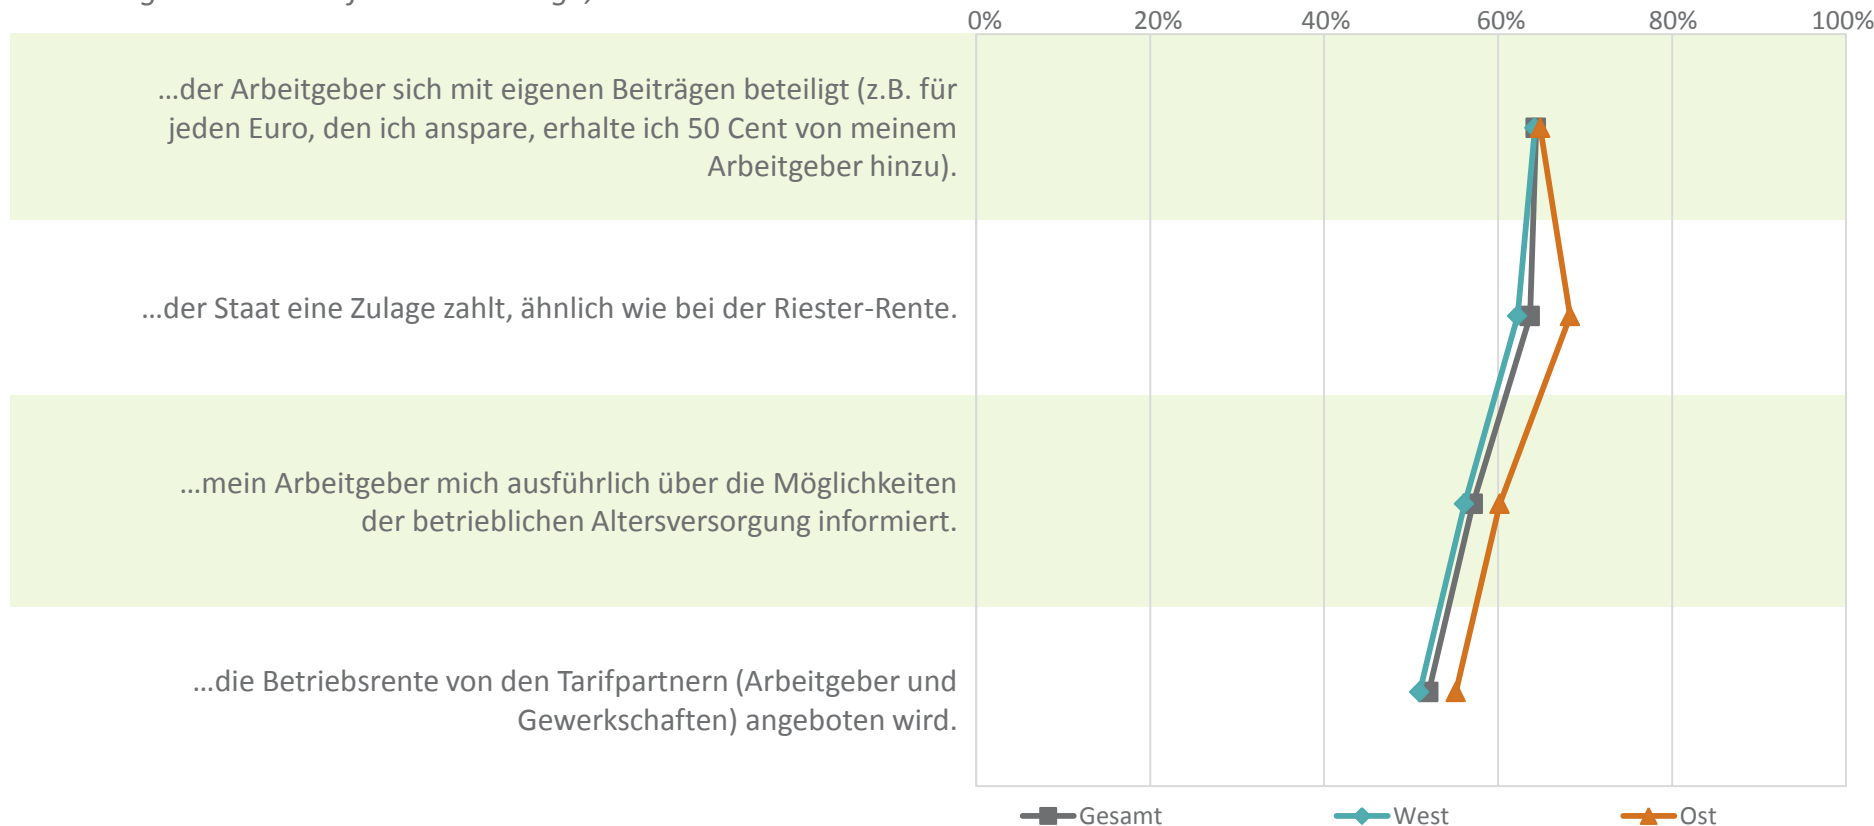 0% 20% 40% 60% 80% 100%
...der Arbeitgeber sich mit eigenen Beiträgen beteiligt (z.B. für
jeden Euro, den ich anspare, erhalte ich 50 Cent von meinem
Arbeitgeber hinzu).
...der Staat eine Zulage zahlt, ähnlich wie bei der Riester-Rente.
...mein Arbeitgeber mich ausführlich über die Möglichkeiten
der betrieblichen Altersversorgung informiert.
...die Betriebsrente von den Tarifpartnern (Arbeitgeber und
Gewerkschaften) angeboten wird.
Gesamt West Ost